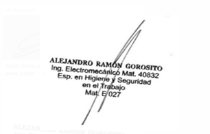 ALEJANDRO RAMÓN GOROSITO
Ing. Electromecánico Mat. 40832
Esp. en Higiene y Seguridad
en el Trabajo
Mat. E 027